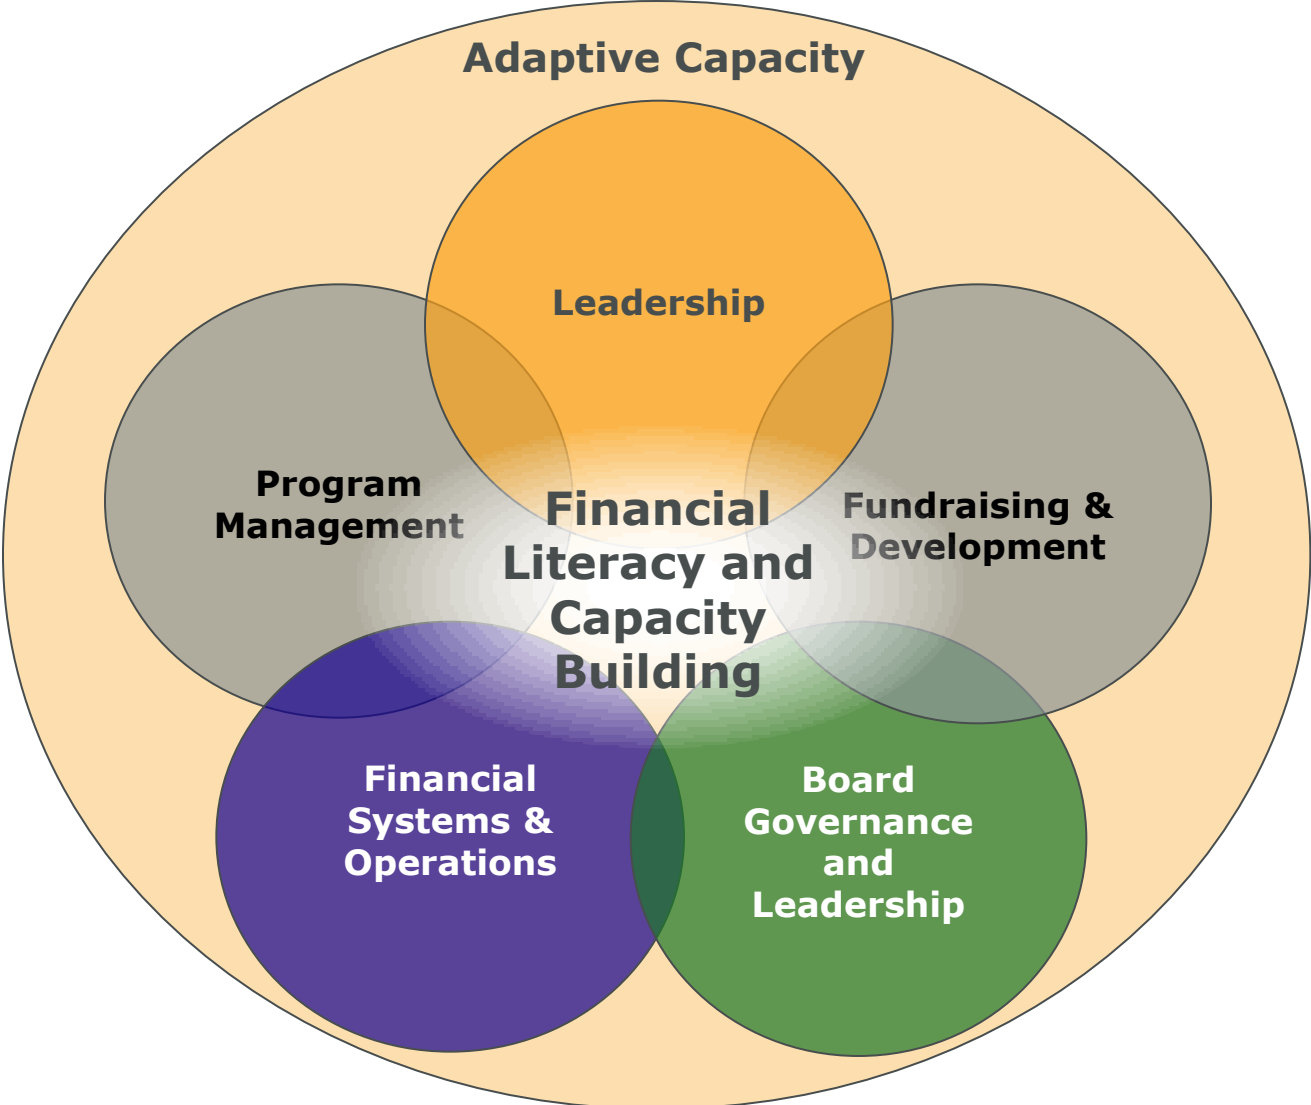 Adaptive Capacity
Leadership
Program
Management
Financial
Literacy and
Capacity
Building
Fundraising &
Development
Financial
Systems &
Operations
Board
Governance
and
Leadership